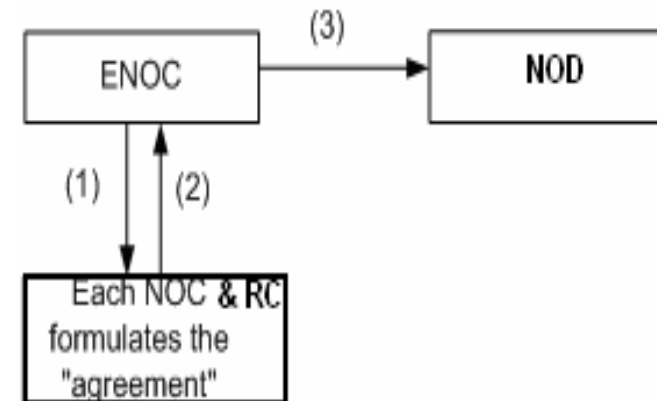 (3)
ENOC
NOD
(1)
(2)
Each NOC & RC
formulates the
"agreement"